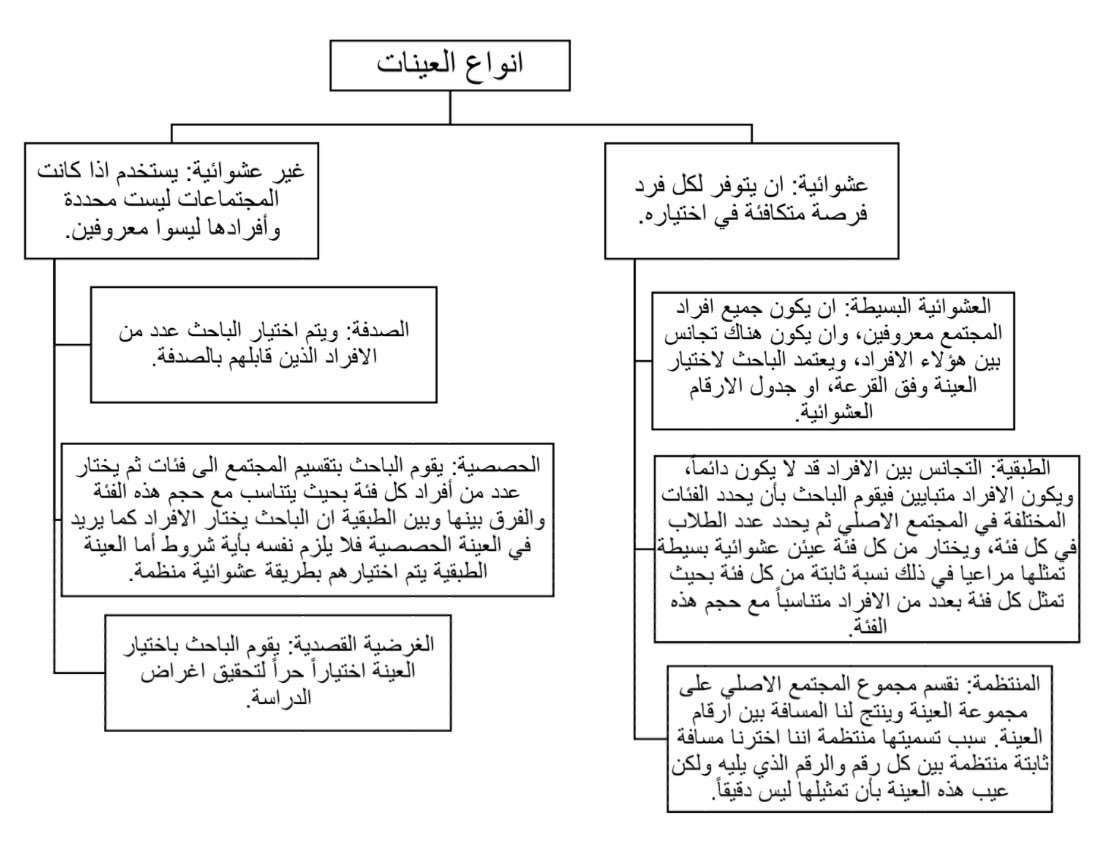 انواع العينات
عشوائية: ان يتوفر لكل فرد
فرصة متكافئة في اختياره.
العشوائية البسيطة: ان يكون جميع افراد
المجتمع معروفين، وان يكون هناك تجانس
بين هؤلاء الافراد، ويعتمد الباحث لاختيار
العينة وفق القرعة، او جدول الارقام
العشوائية.
الطبقية: التجانس بين الافراد قد لا يكون دائماً،
ويكون الافراد متبايين فيقوم الباحث بأن يحدد الفئات
المختلفة في المجتمع الاصلي ثم يحدد عدد الطلاب
في كل فئة، ويختار من كل فئة عيئن عشوائية بسيطة
تمثلها مراعيا في ذلك نسبة ثابتة من كل فئة بحيث
تمثل كل فئة بعدد من الافراد متناسباً مع حجم هذه
الفئة.
المنتظمة: نقسم مجموع المجتمع الاصلي على
مجموعة العينة وينتج لنا المسافة بين ارقام
العينة. سبب تسميتها منتظمة اننا اخترنا مسافة
ثابتة منتظمة بين كل رقم والرقم الذي يليه ولكن
عيب هذه العينة بأن تمثيلها ليس دقيقاً.
غير عشوائية: يستخدم اذا كانت
المجتماعات ليست محددة
وأفرادها ليسوا معروفين.
الصدفة: ويتم اختيار الباحث عدد من
الافراد الذين قابلهم بالصدفة.
الحصصية: يقوم الباحث بتقسيم المجتمع الى فئات ثم يختار
عدد من أفراد كل فئة بحيث يتناسب مع حجم هذه الفئة
والفرق بينها وبين الطبقية ان الباحث يختار الافراد كما يريد
في العينة الحصصية فلا يلزم نفسه بأية شروط أما العينة
الطبقية يتم اختيارهم بطريقة عشوائية منظمة.
الغرضية القصدية: يقوم الباحث باختيار
العينة اختياراً حراً لتحقيق اغراض
الدراسة.